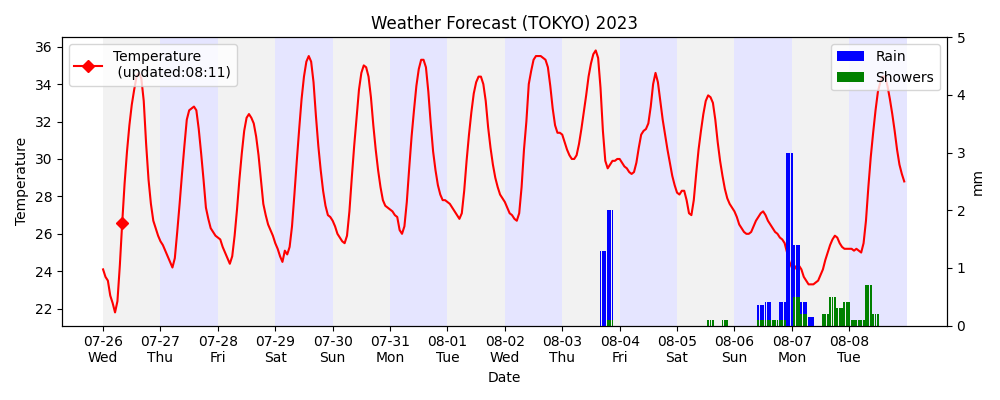 Weather Forecast (TOKYO) 2023
Temperature
(updated:08:11)
Rain
Showers
36
34
32
30
28
26
24
22
Temperature
5
4
3
2
1
0
mm
07-26 07-27 07-28 07-29 07-30 07-31 08-01 08-02 08-03 08-04 08-05 08-06 08-07 08-08
Wed Thu Fri Sat Sun Mon Tue Wed Thu Fri Sat Sun Mon Tue
Date